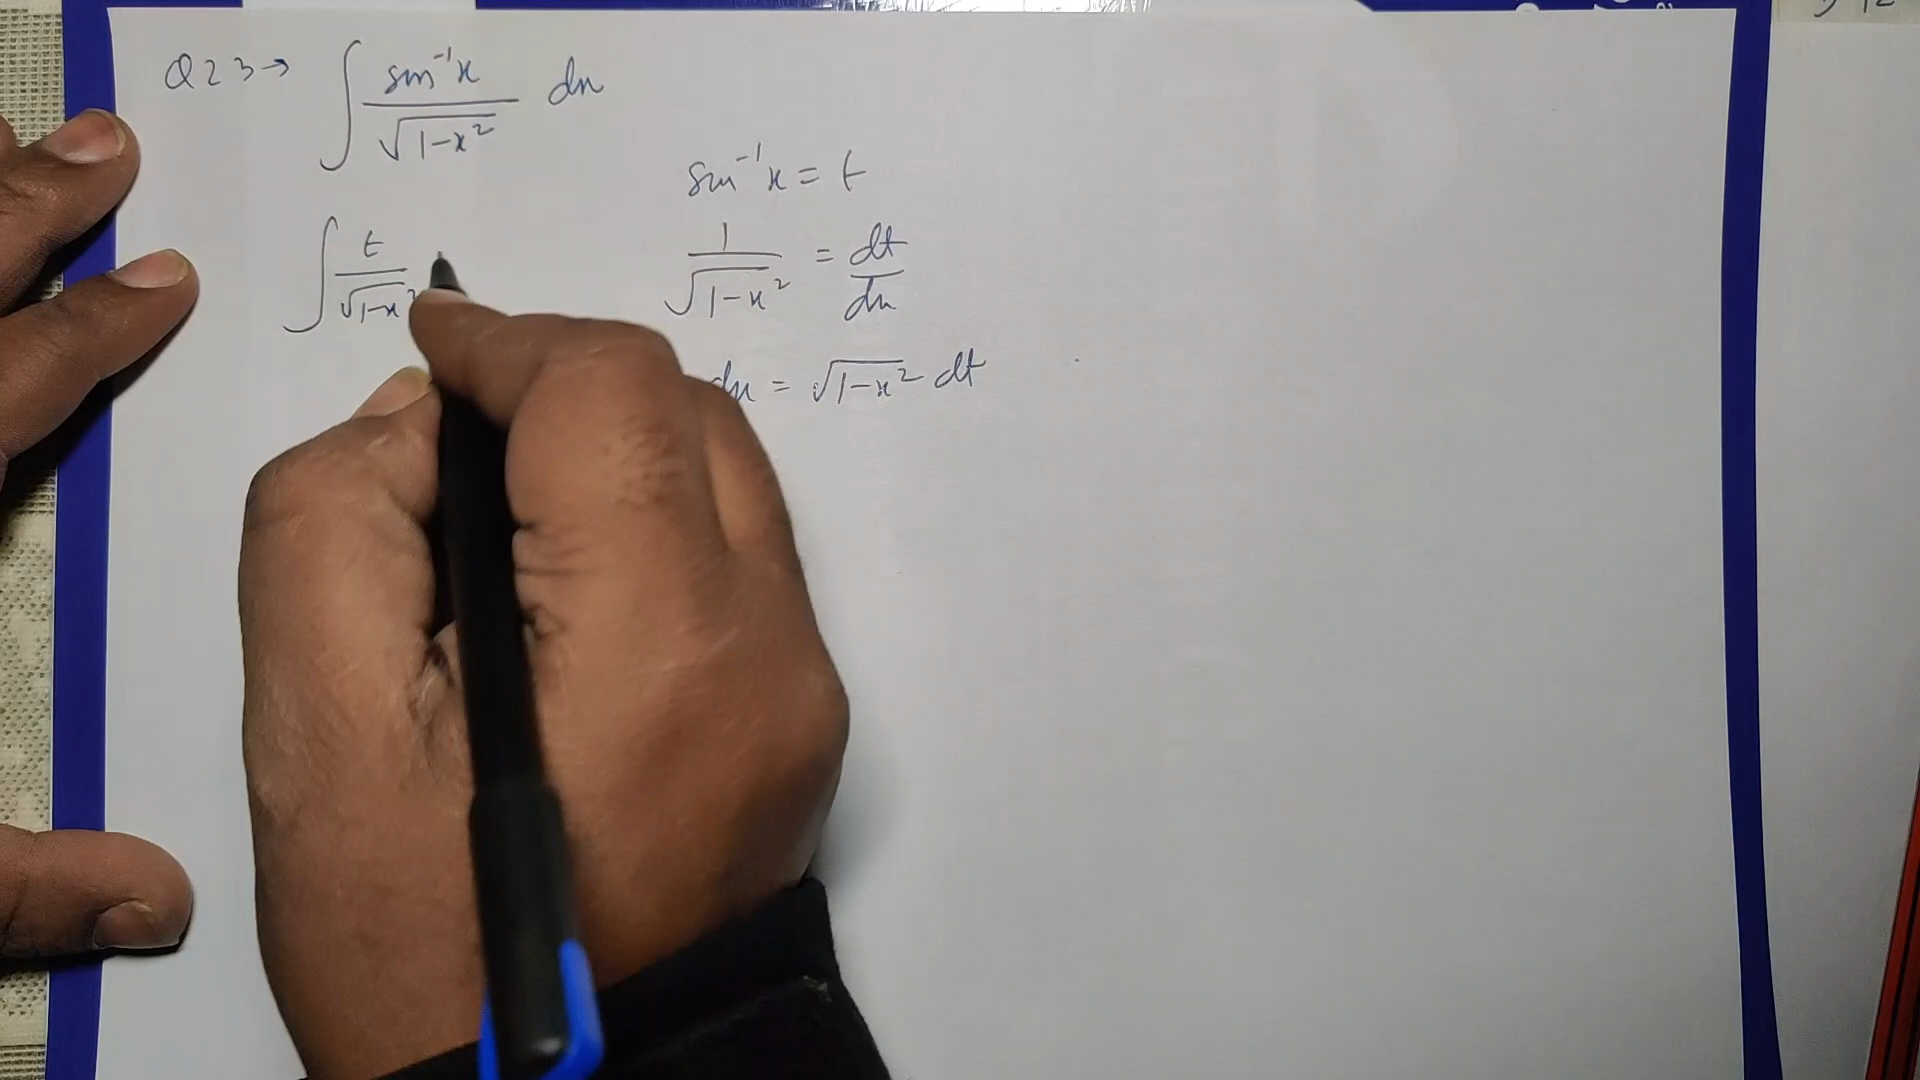 Q23→ ∫ sin⁻¹x / √(1-x²) dx
sin⁻¹x = t
∫ t / √(1-x²)
1 / √(1-x²) = dt / dx
dx = √(1-x²) dt